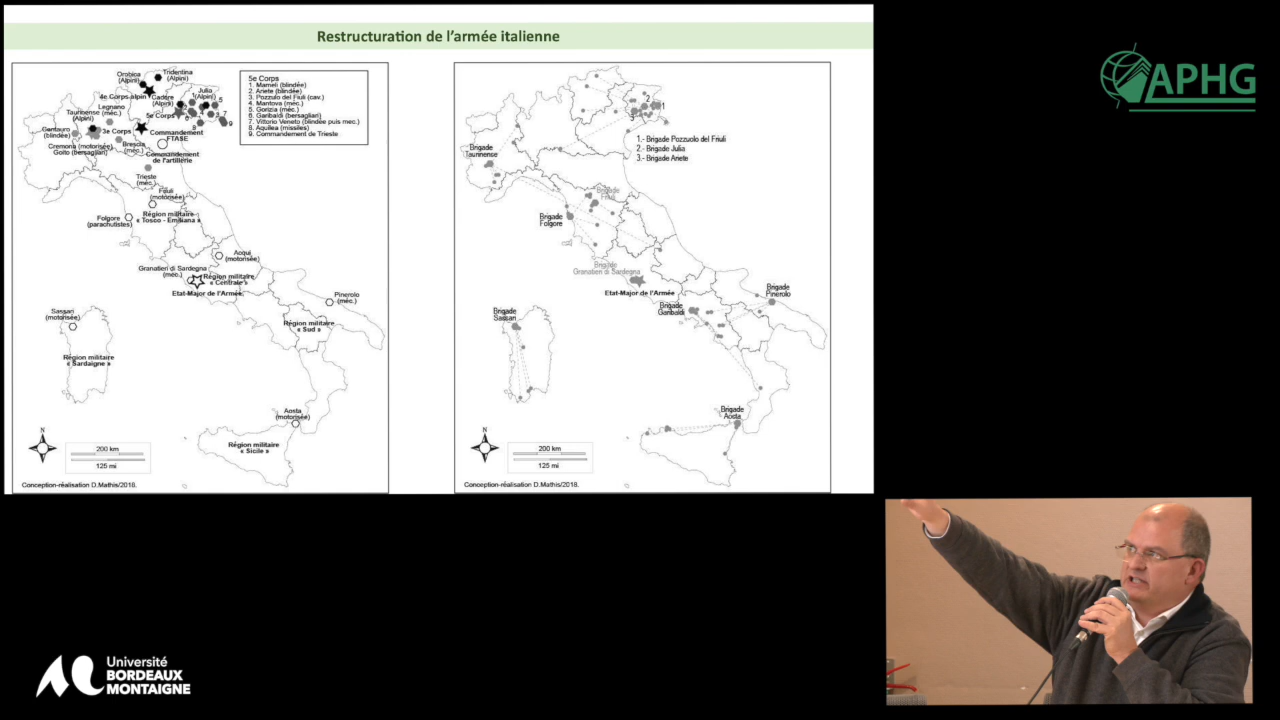 Restructuration de l'armée italienne
Orobica
(Alpini)
Tridentina
(Alpini)
4e Corps alpin
Cadore
(Alpini)
Julia
(Alpini)
Legnano
(méc.)
Taurinense
(Alpini)
5e Corps
Centauro
(blindée)
3e Corps
Cremona (motorisée)
Goito (bersaglieri)
Brescia
(méc.)
Commandement
FTASE
Commandement
de l'artillerie
Trieste
(méc.)
Friuli
(motorisée)
Région militaire
« Tosco - Emiliana »
Folgore
(parachutistes)
Acqui
(motorisée)
Granatieri di Sardegna
(méc.)
Région militaire
« Centrale »
Etat-Major de l'Armée
Pinerolo
(méc.)
Sassari
(motorisée)
Région militaire
« Sud »
Région militaire
« Sardaigne »
Aosta
(motorisée)
Région militaire
« Sicile »
5e Corps
1. Mameli (blindée)
2. Ariete (blindée)
3. Pozzulo del Fiuli (cav.)
4. Mantova (méc.)
5. Gorizia (méc.)
6. Garibaldi (bersaglieri)
7. Vittorio Veneto (blindée puis mec.)
8. Aquilea (missiles)
9. Commandement de Trieste
N
200 km
125 mi
Conception-réalisation D.Mathis/2018.
2
1
3
1.- Brigade Pozzuolo del Friuli
2.- Brigade Julia
3.- Brigade Ariete
Brigade
Taurinense
Brigade
Friuli
Brigade
Folgore
Brigade
Granatieri di Sardegna
Etat-Major de l'Armée
Brigade
Garibaldi
Brigade
Pinerolo
Brigade
Sassari
Brigade
Aosta
N
200 km
125 mi
Conception-réalisation D.Mathis/2018.
APHG
Université
BORDEAUX
MONTAIGNE